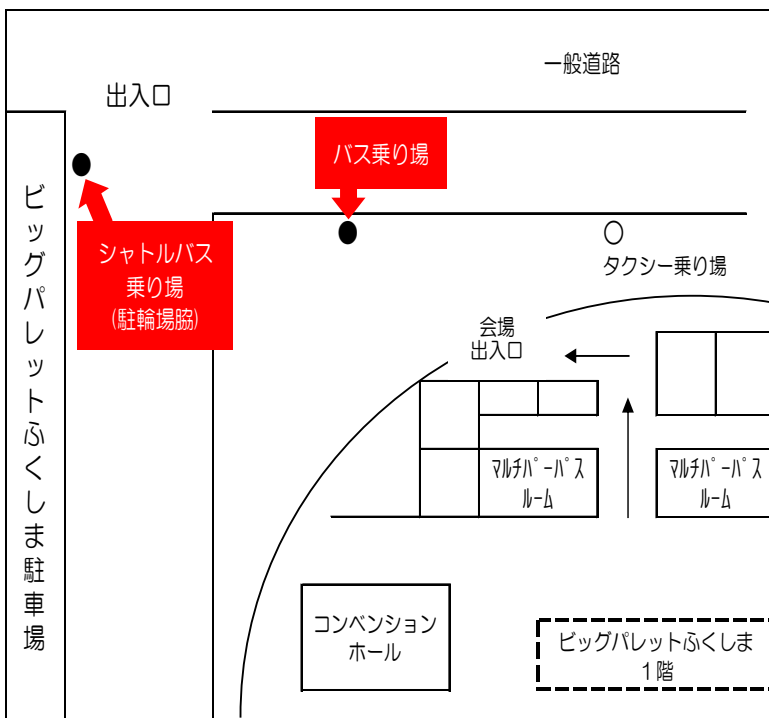 一般道路
出入口
バス乗り場
ビッグパレットふくしま駐車場
シャトルバス
乗り場
(駐輪場脇)
タクシー乗り場
会場
出入口
ﾏﾙﾁﾊﾟｰﾊﾟｽ
ﾙｰﾑ
ﾏﾙﾁﾊﾟｰﾊﾟｽ
ﾙｰﾑ
コンベンション
ホール
ビッグパレットふくしま
１階